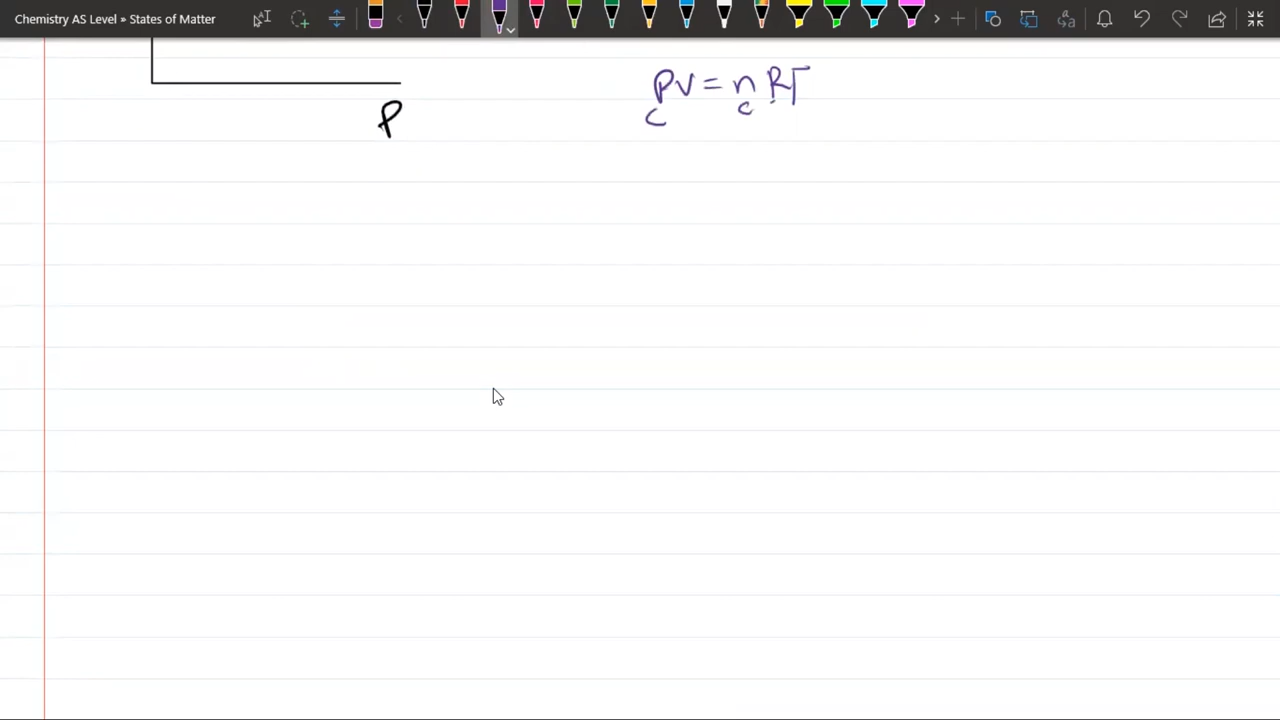 Chemistry AS Level » States of Matter
PV = nRT
c c
P